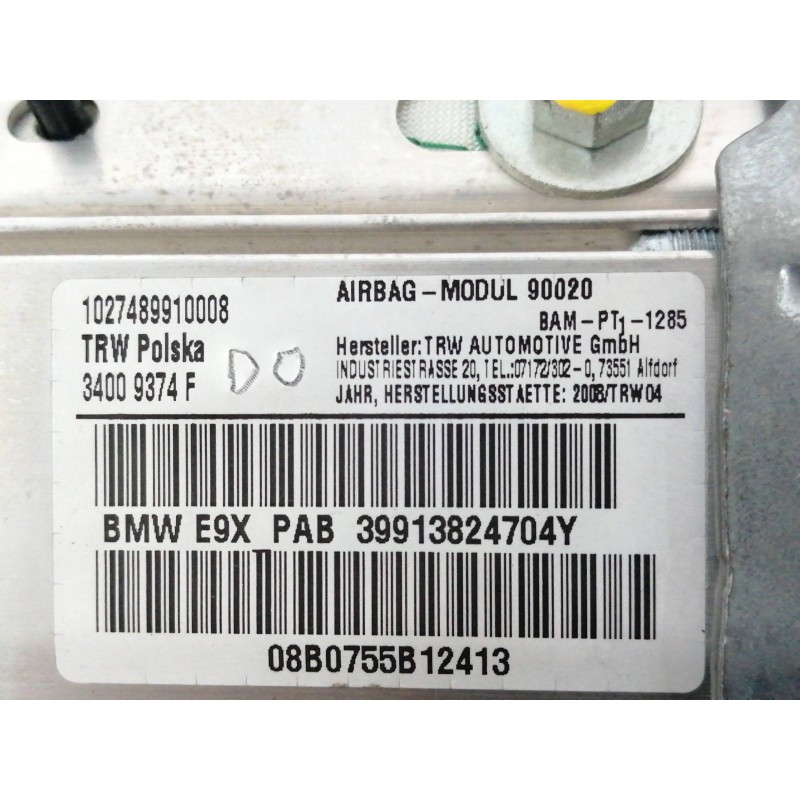 1027489910008
TRW Polska
3400 9374 F
DO
AIRBAG-MODUL 90020
BAM-PT1-1285
Hersteller: TRW AUTOMOTIVE GmbH
INDUSTRIESTRASSE 20, TEL.:07172/302-0, 73551 Alfdorf
JAHR, HERSTELLUNGSSTAETTE: 2008/TRW04
BMW E9X PAB 39913824704Y
08B0755B12413